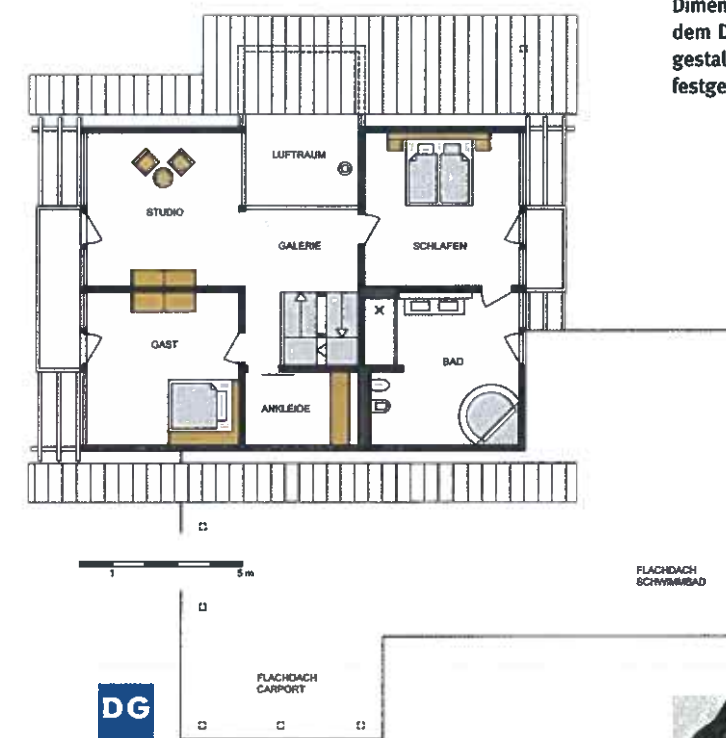 Dimen
dem D
gestal
festge
LUFTRAUM
STUDIO
GALERIE
SCHLAFEN
GAST
BAD
ANKLEIDE
1
5 m
FLACHDACH
SCHWIMMBAD
FLACHDACH
CARPORT
DG